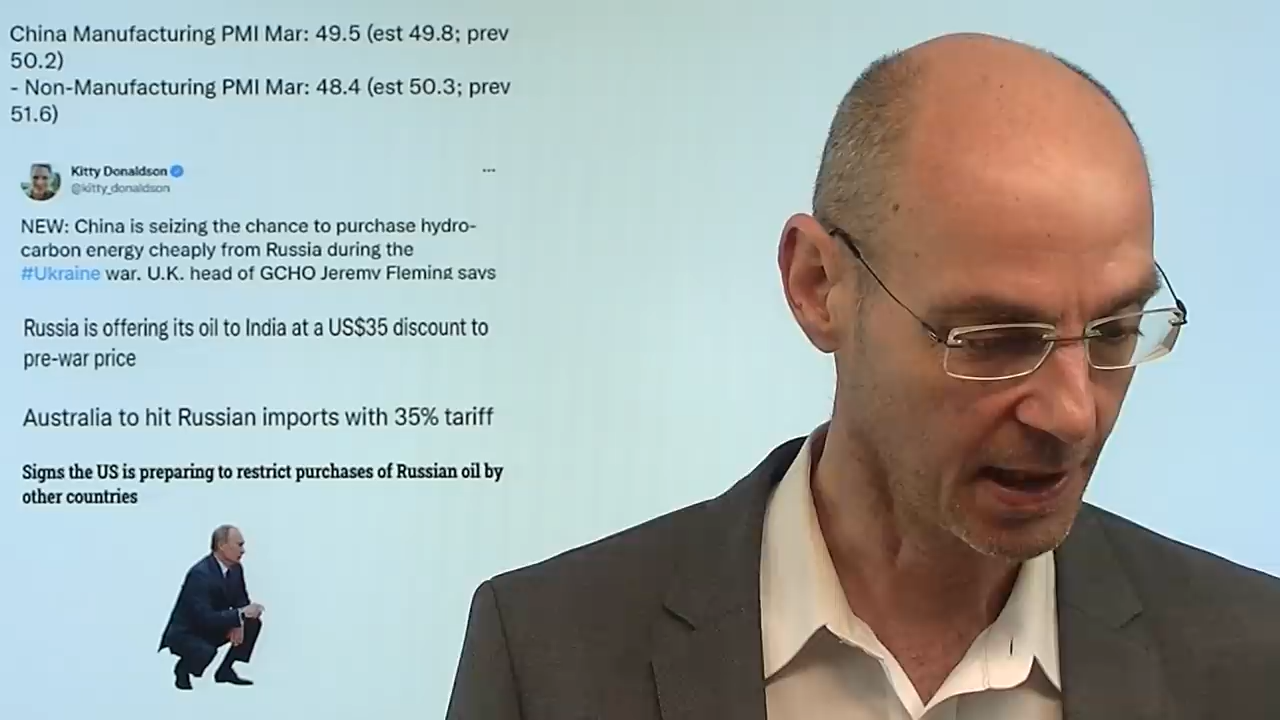 China Manufacturing PMI Mar: 49.5 (est 49.8; prev
50.2)
- Non-Manufacturing PMI Mar: 48.4 (est 50.3; prev
51.6)
Kitty Donaldson
@kitty_donaldson
...
NEW: China is seizing the chance to purchase hydro-
carbon energy cheaply from Russia during the
#Ukraine war. U.K. head of GCHO Jeremy Fleming says
Russia is offering its oil to India at a US$35 discount to
pre-war price
Australia to hit Russian imports with 35% tariff
Signs the US is preparing to restrict purchases of Russian oil by
other countries